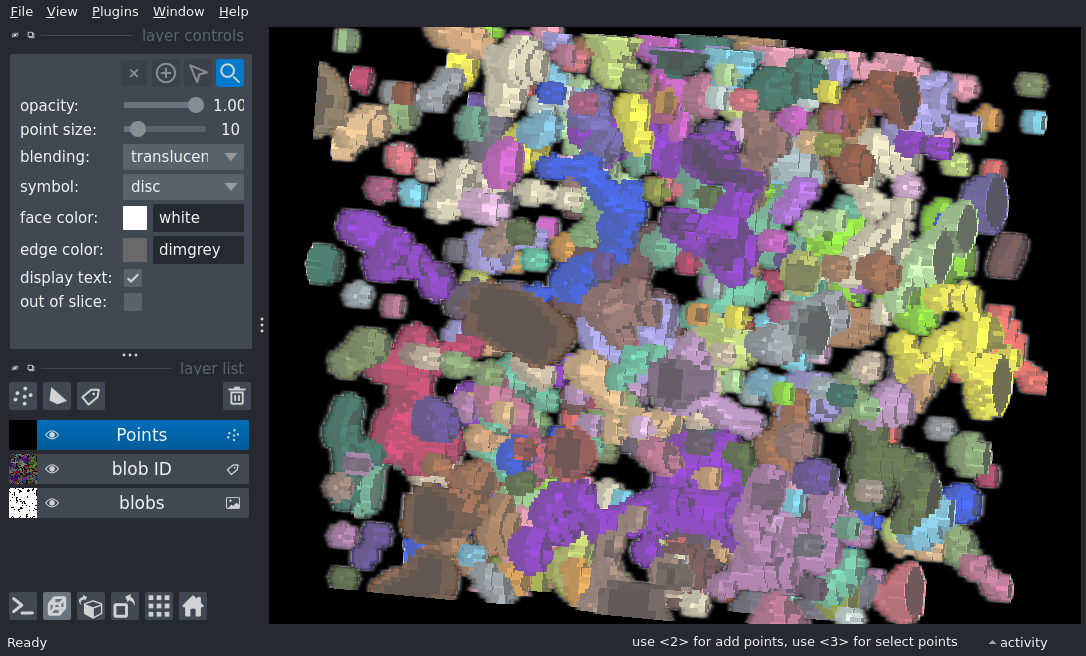 File View Plugins Window Help
layer controls
opacity: 1.00
point size: 10
blending: translucen
symbol: disc
face color: white
edge color: dimgrey
display text:
out of slice:
layer list
Points
blob ID
blobs
Ready use <2> for add points, use <3> for select points activity